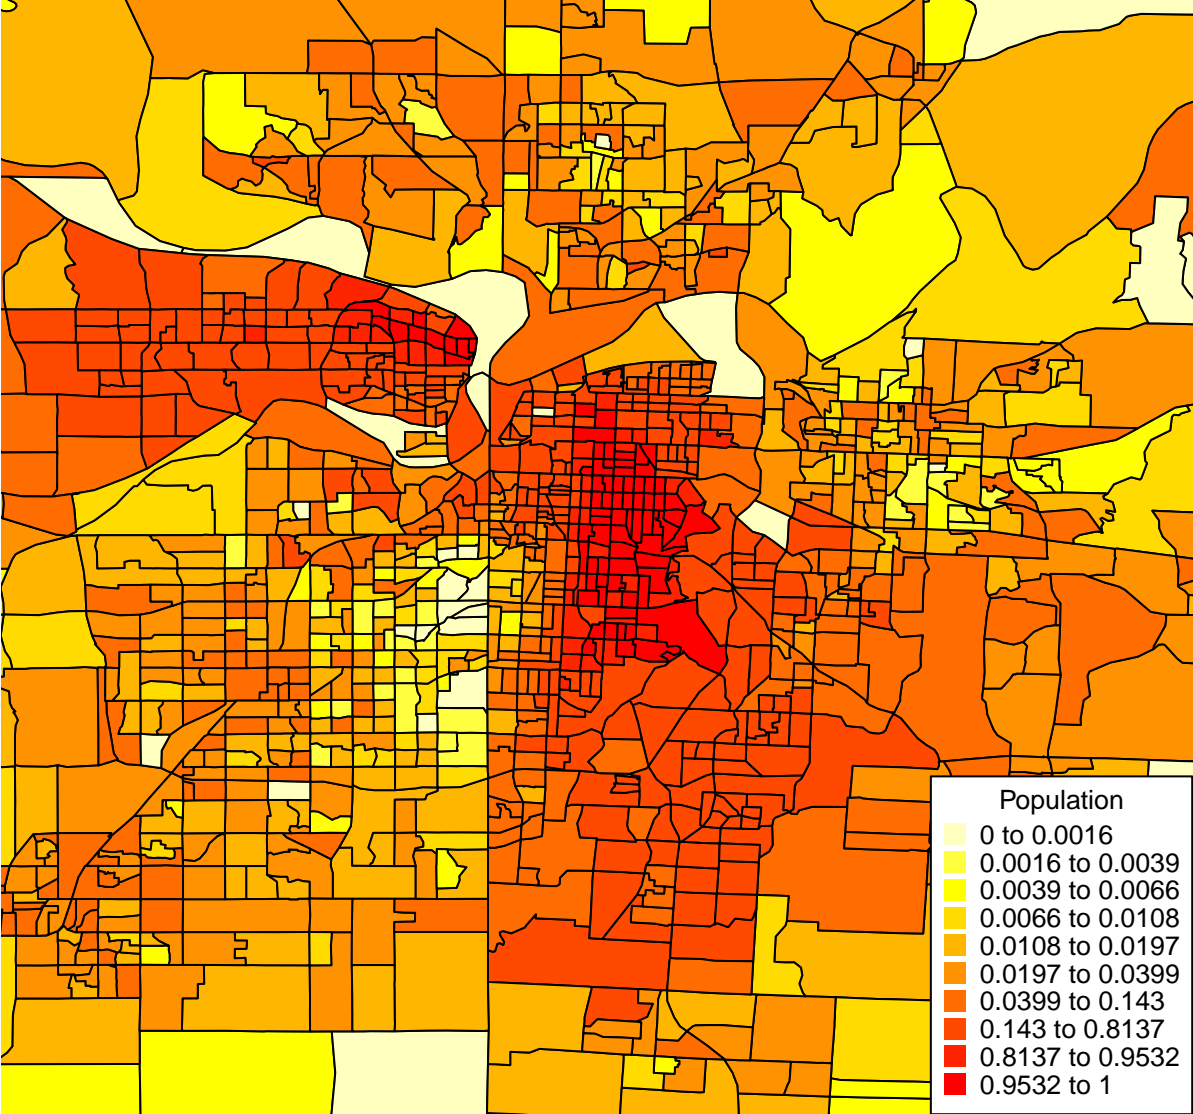 Population
0 to 0.0016
0.0016 to 0.0039
0.0039 to 0.0066
0.0066 to 0.0108
0.0108 to 0.0197
0.0197 to 0.0399
0.0399 to 0.143
0.143 to 0.8137
0.8137 to 0.9532
0.9532 to 1